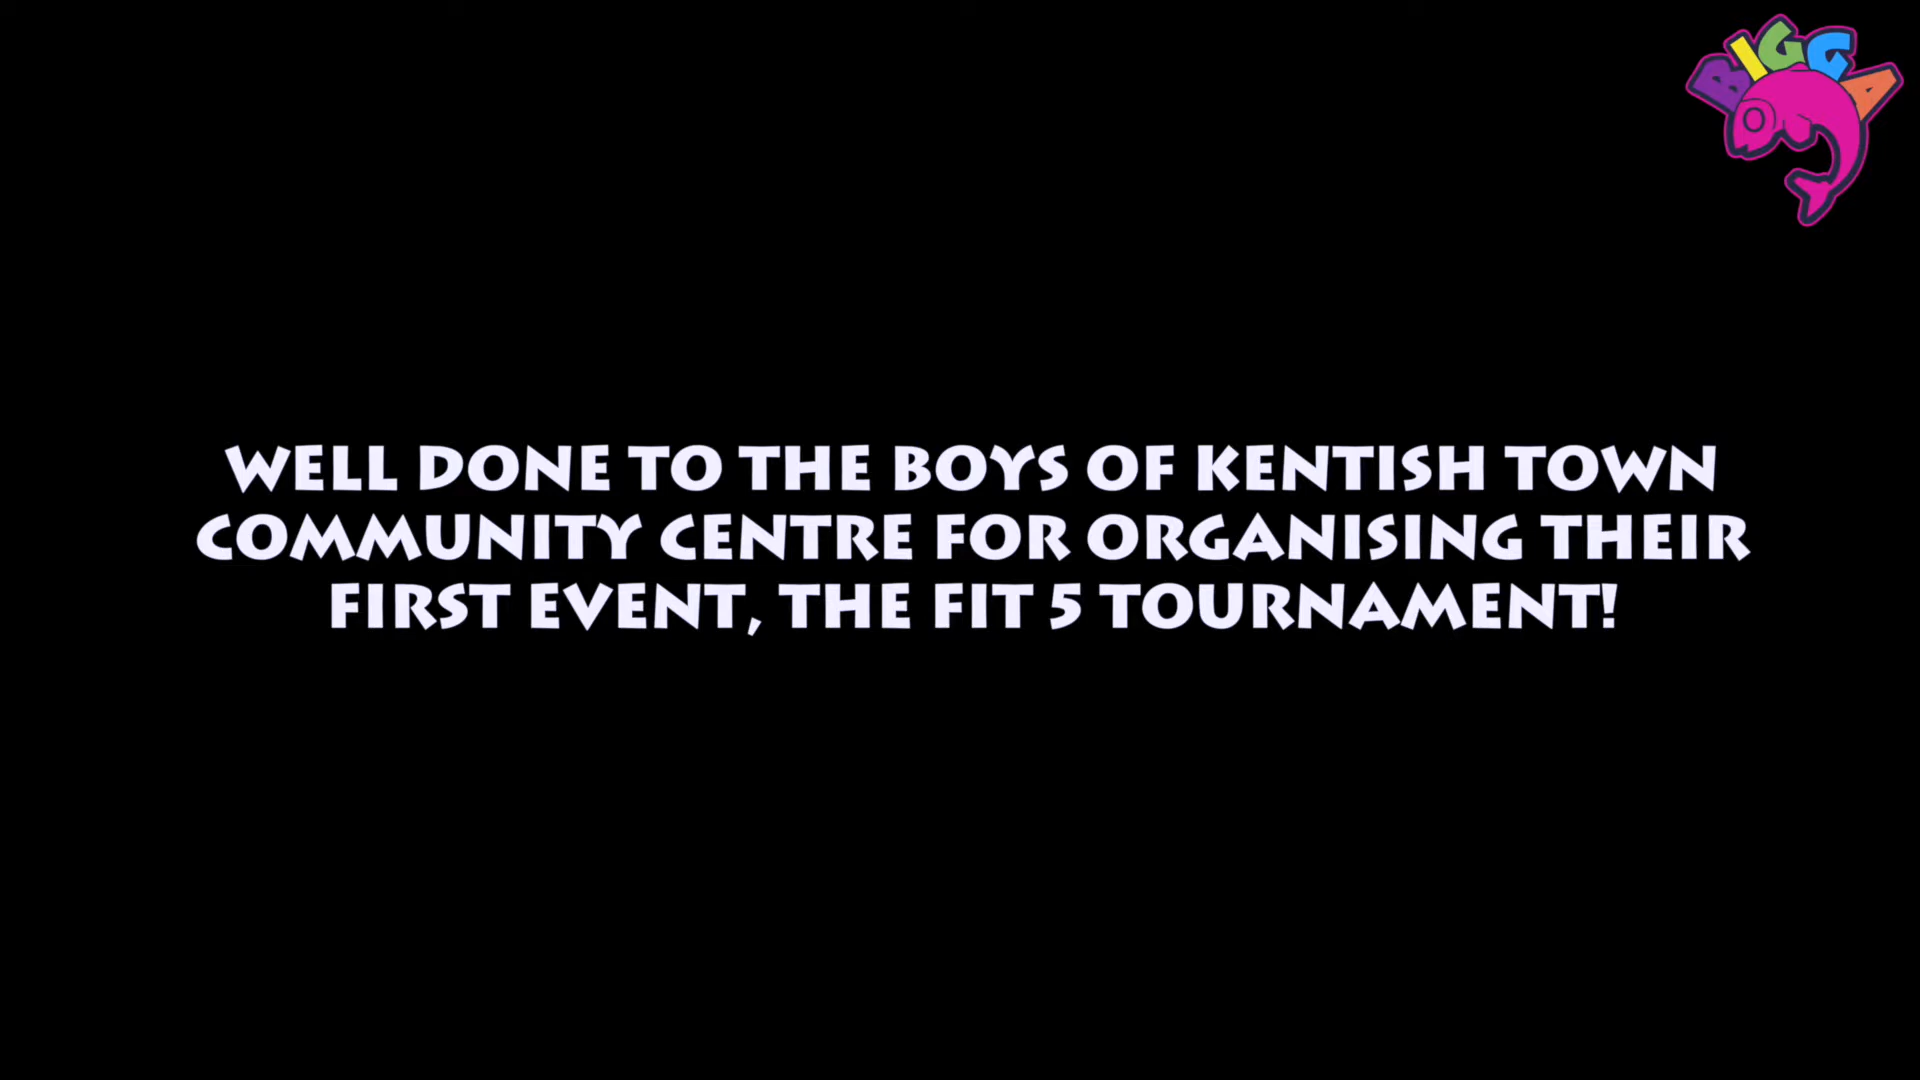 BIGGA
WELL DONE TO THE BOYS OF KENTISH TOWN
COMMUNITY CENTRE FOR ORGANISING THEIR
FIRST EVENT, THE FIT 5 TOURNAMENT!